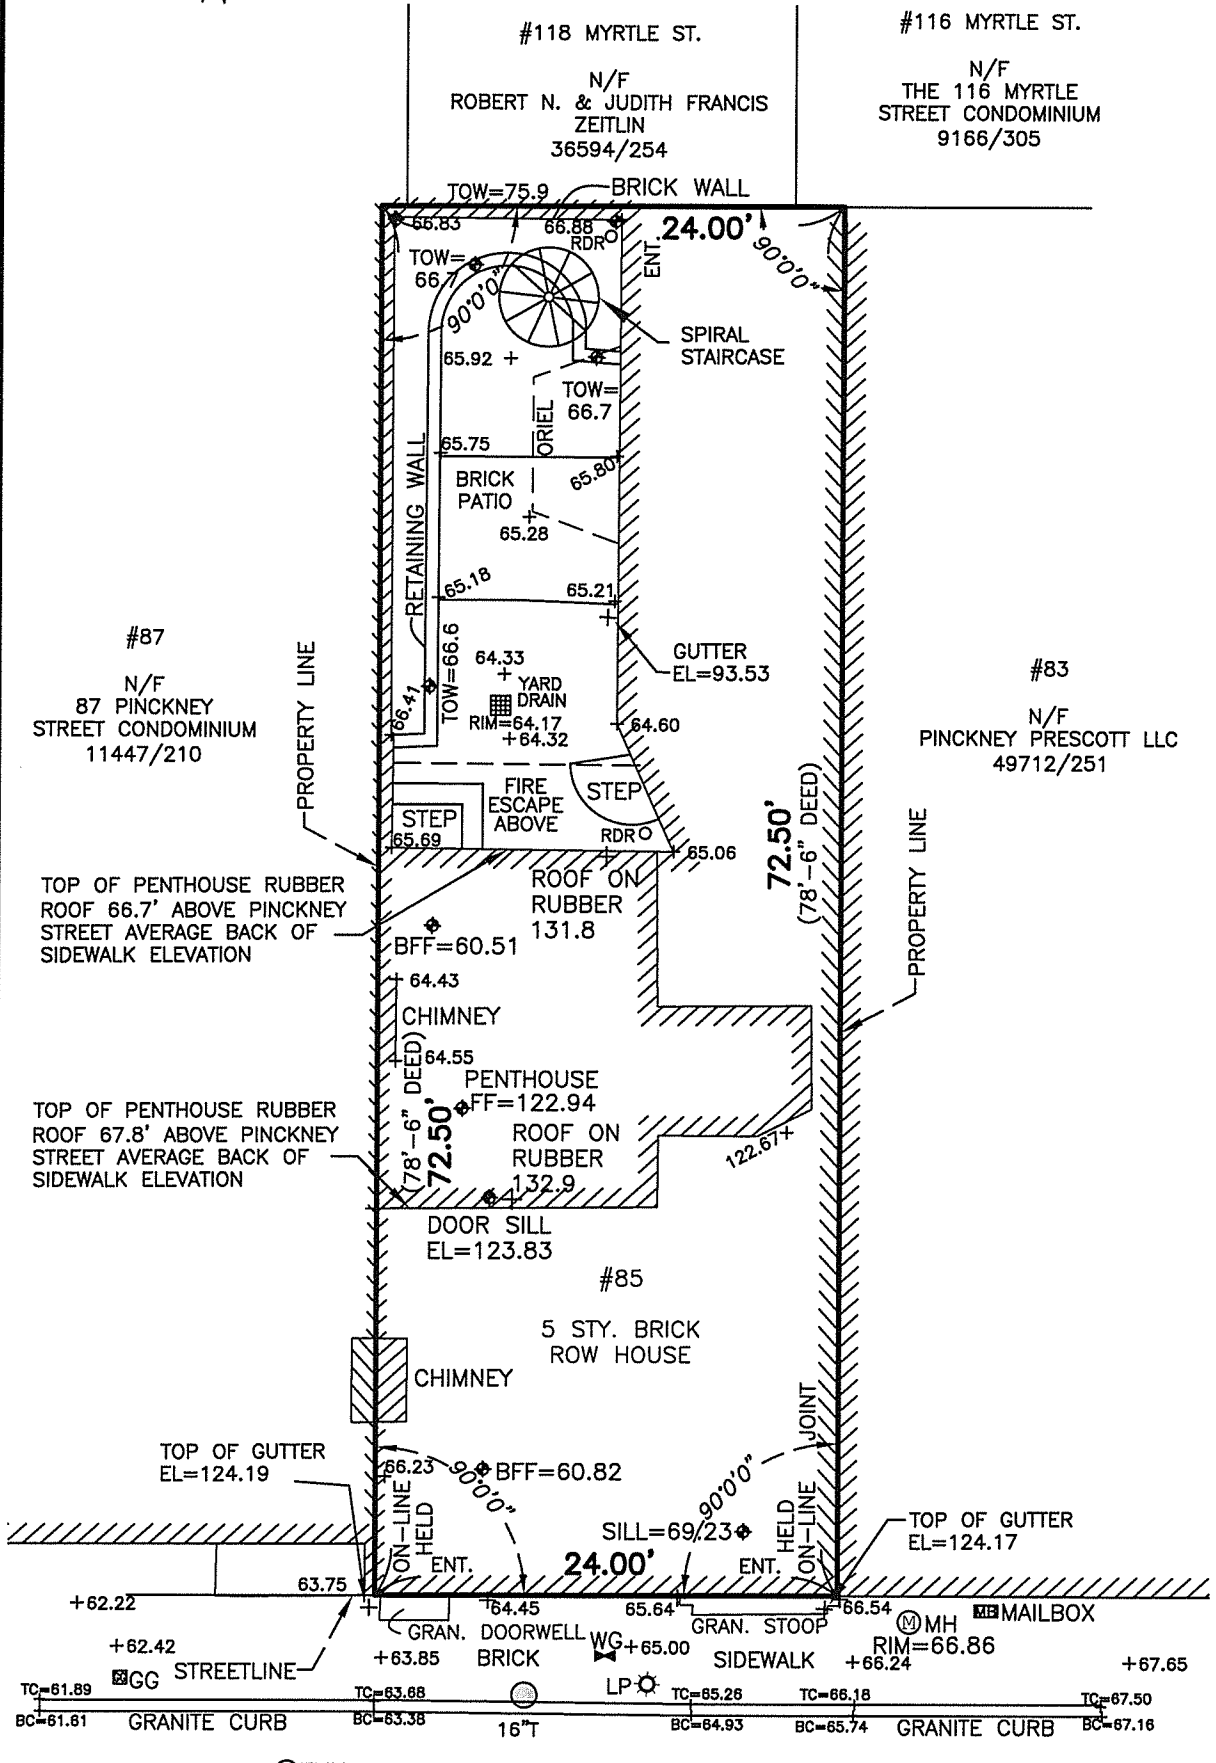 #118 MYRTLE ST.
N/F
ROBERT N. & JUDITH FRANCIS
ZEITLIN
36594/254
#116 MYRTLE ST.
N/F
THE 116 MYRTLE
STREET CONDOMINIUM
9166/305
TOW=75.9
BRICK WALL
66.83
66.88
RDR
24.00'
90°0'0"
ENT.
TOW=
66.7
90°0'0"
SPIRAL
STAIRCASE
65.92
TOW=
66.7
ORIEL
65.75
65.80
BRICK
PATIO
65.28
RETAINING WALL
65.18
65.21
GUTTER
EL=93.53
#87
N/F
87 PINCKNEY
STREET CONDOMINIUM
11447/210
PROPERTY LINE
TOW=66.6
66.41
64.33
YARD
DRAIN
RIM=64.17
64.32
64.60
#83
N/F
PINCKNEY PRESCOTT LLC
49712/251
FIRE
ESCAPE
ABOVE
STEP
STEP
65.69
RDR
65.06
72.50'
(78'-6" DEED)
PROPERTY LINE
TOP OF PENTHOUSE RUBBER
ROOF 66.7' ABOVE PINCKNEY
STREET AVERAGE BACK OF
SIDEWALK ELEVATION
ROOF ON
RUBBER
131.8
BFF=60.51
64.43
CHIMNEY
64.55
(78'-6" DEED)
72.50'
PENTHOUSE
FF=122.94
TOP OF PENTHOUSE RUBBER
ROOF 67.8' ABOVE PINCKNEY
STREET AVERAGE BACK OF
SIDEWALK ELEVATION
ROOF ON
RUBBER
132.9
122.67
DOOR SILL
EL=123.83
#85
5 STY. BRICK
ROW HOUSE
CHIMNEY
JOINT
TOP OF GUTTER
EL=124.19
66.23
90°0'0"
BFF=60.82
90°0'0"
ON-LINE
HELD
HELD
ON-LINE
SILL=69.23
TOP OF GUTTER
EL=124.17
ENT.
24.00'
ENT.
63.75
62.22
64.45
65.64
66.54
MB MAILBOX
GRAN. DOORWELL
GRAN. STOOP
M MH
RIM=66.86
62.42
GG
STREETLINE
63.85
BRICK
WG
65.00
SIDEWALK
66.24
67.65
LP
TC=61.89
TC=63.68
TC=65.26
TC=66.18
TC=67.50
BC=61.61
GRANITE CURB
BC=63.38
16"T
BC=64.93
BC=65.74
GRANITE CURB
BC=67.16